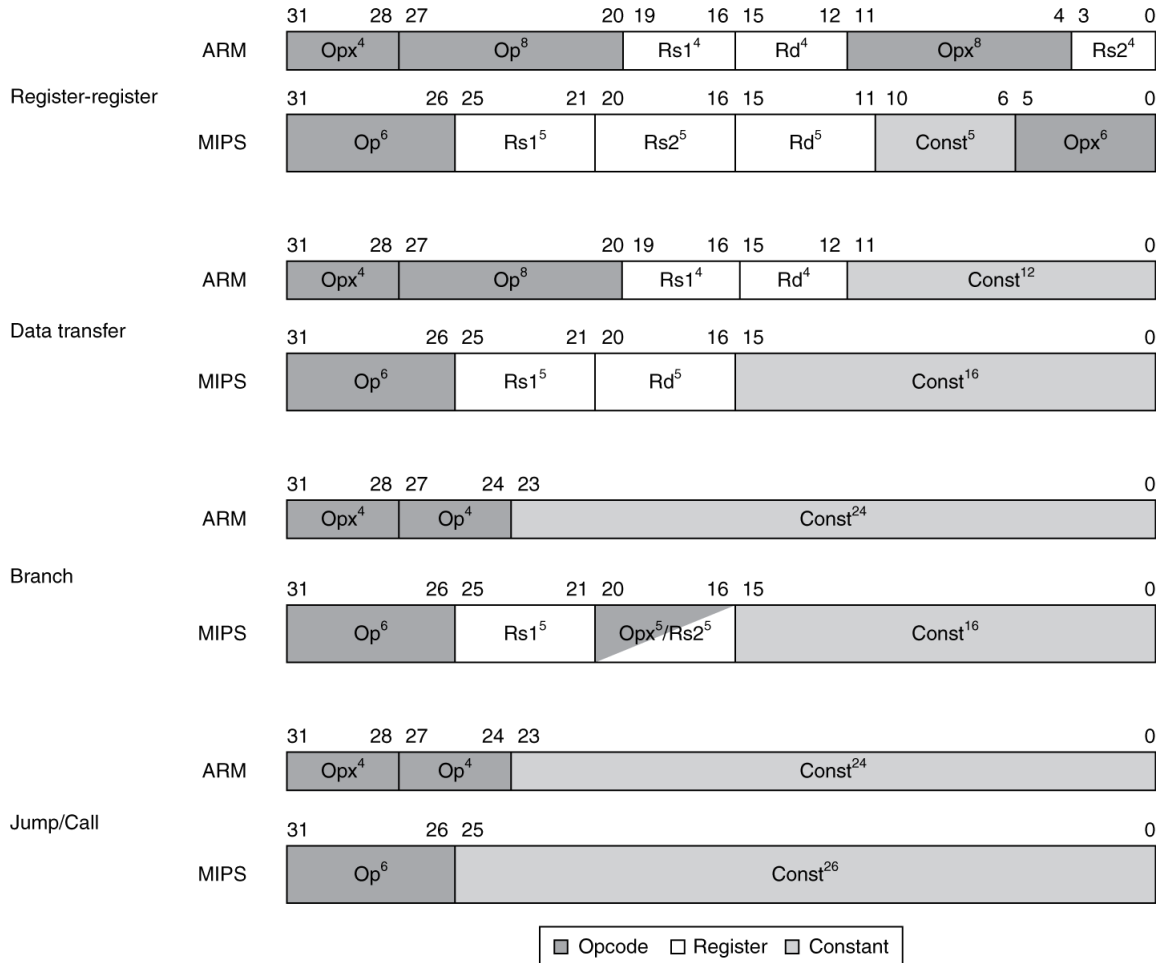 31 28 27 20 19 16 15 12 11 4 3 0
ARM Opx⁴ Op⁸ Rs1⁴ Rd⁴ Opx⁸ Rs2⁴
Register-register
31 26 25 21 20 16 15 11 10 6 5 0
MIPS Op⁶ Rs1⁵ Rs2⁵ Rd⁵ Const⁵ Opx⁶
31 28 27 20 19 16 15 12 11 0
ARM Opx⁴ Op⁸ Rs1⁴ Rd⁴ Const¹²
Data transfer
31 26 25 21 20 16 15 0
MIPS Op⁶ Rs1⁵ Rd⁵ Const¹⁶
31 28 27 24 23 0
ARM Opx⁴ Op⁴ Const²⁴
Branch
31 26 25 21 20 16 15 0
MIPS Op⁶ Rs1⁵ Opx⁵/Rs2⁵ Const¹⁶
31 28 27 24 23 0
ARM Opx⁴ Op⁴ Const²⁴
Jump/Call
31 26 25 0
MIPS Op⁶ Const²⁶
Opcode Register Constant